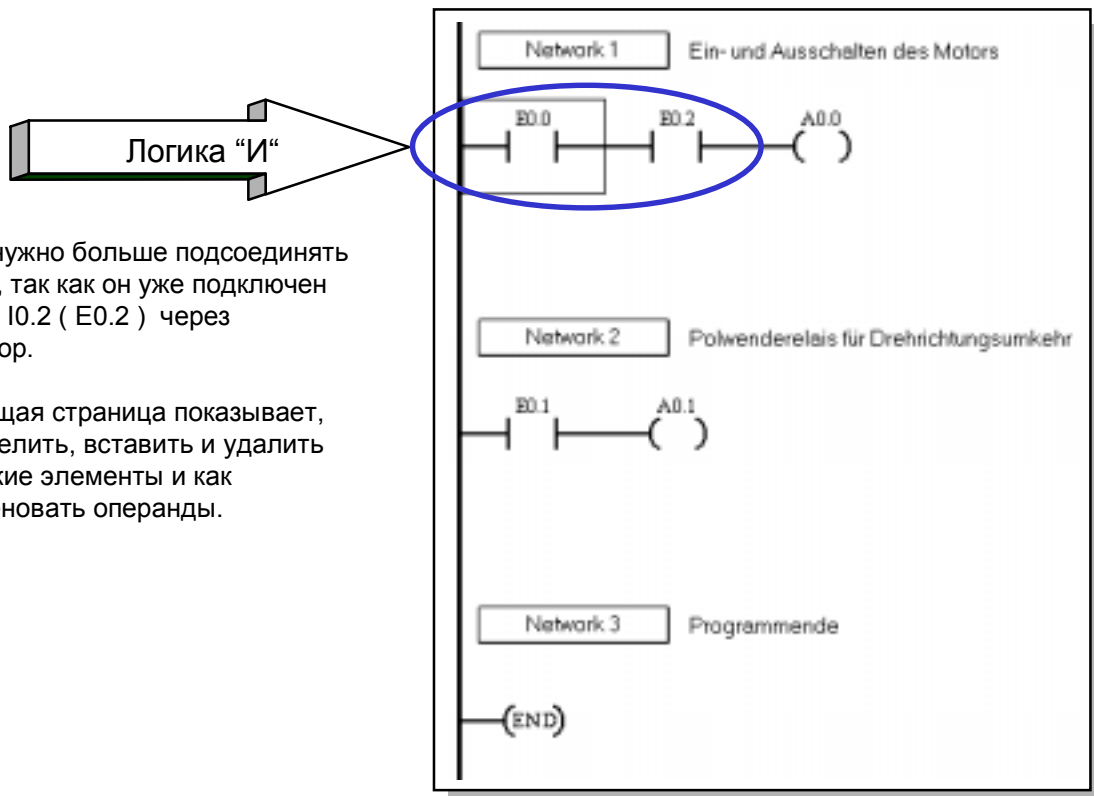 Network 1 Ein- und Ausschalten des Motors
E0.0 E0.2 A0.0
Логика “И“
нужно больше подсоединять
, так как он уже подключен
I0.2 ( E0.2 ) через
ор.
Network 2 Polwenderelais für Drehrichtungsumkehr
щая страница показывает,
E0.1 A0.1
елить, вставить и удалить
кие элементы и как
новать операнды.
Network 3 Programmende
(END)